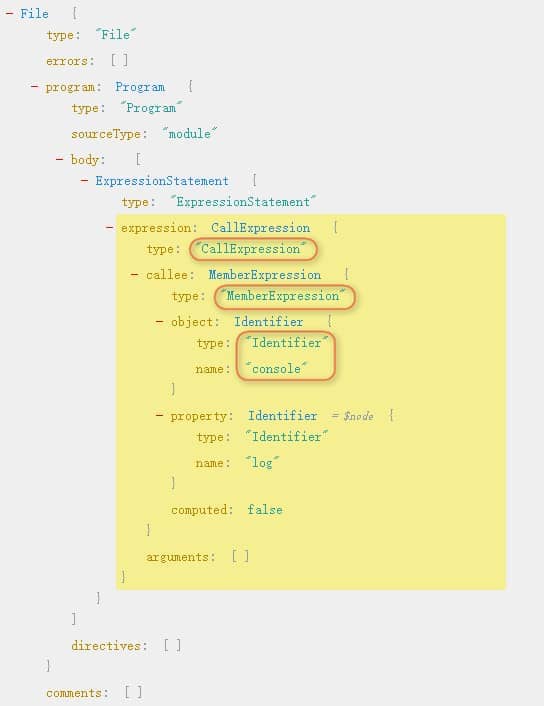 − File {
type: "File"
errors: [ ]
− program: Program {
type: "Program"
sourceType: "module"
− body: [
− ExpressionStatement {
type: "ExpressionStatement"
− expression: CallExpression {
type: "CallExpression"
− callee: MemberExpression {
type: "MemberExpression"
− object: Identifier {
type: "Identifier"
name: "console"
}
− property: Identifier = $node {
type: "Identifier"
name: "log"
}
computed: false
}
arguments: [ ]
}
}
]
directives: [ ]
}
comments: [ ]